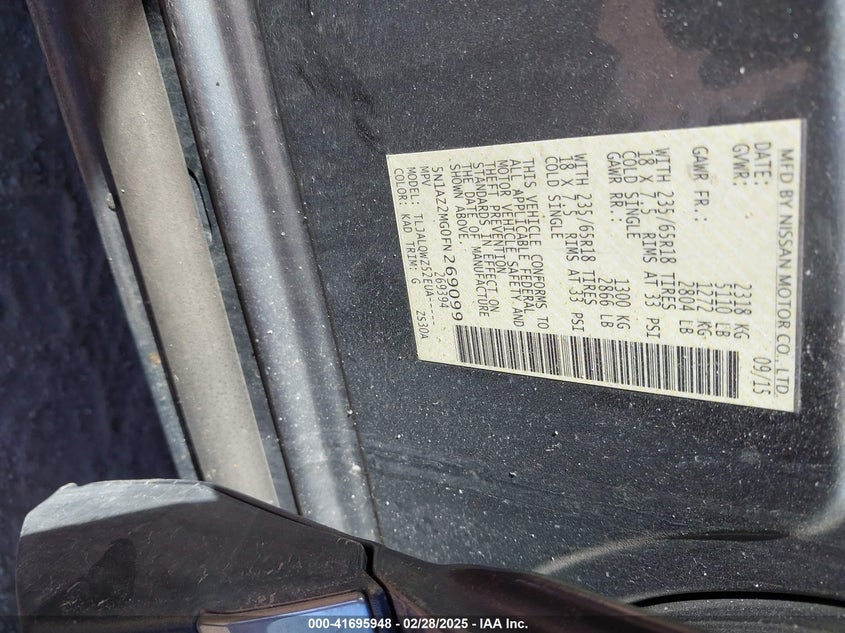 MFD BY NISSAN MOTOR CO., LTD.
DATE: 09/15
GVWR: 2318 KG
5110 LB
GAWR FR.: 1272 KG
2804 LB
WITH 235/65R18 TIRES
18 X 7.5 RIMS AT 33 PSI
COLD SINGLE
GAWR RR.: 1300 KG
2866 LB
WITH 235/65R18 TIRES
18 X 7.5 RIMS AT 33 PSI
COLD SINGLE
THIS VEHICLE CONFORMS TO
ALL APPLICABLE FEDERAL
MOTOR VEHICLE SAFETY AND
THEFT PREVENTION
STANDARDS IN EFFECT ON
THE DATE OF MANUFACTURE
SHOWN ABOVE.
5N1AZ2MG0FN269099
MPV 269394
MODEL: TLJALQWZ52EUA---- ZS30A
COLOR: KAD TRIM: G
000-41695948 - 02/28/2025 - IAA Inc.